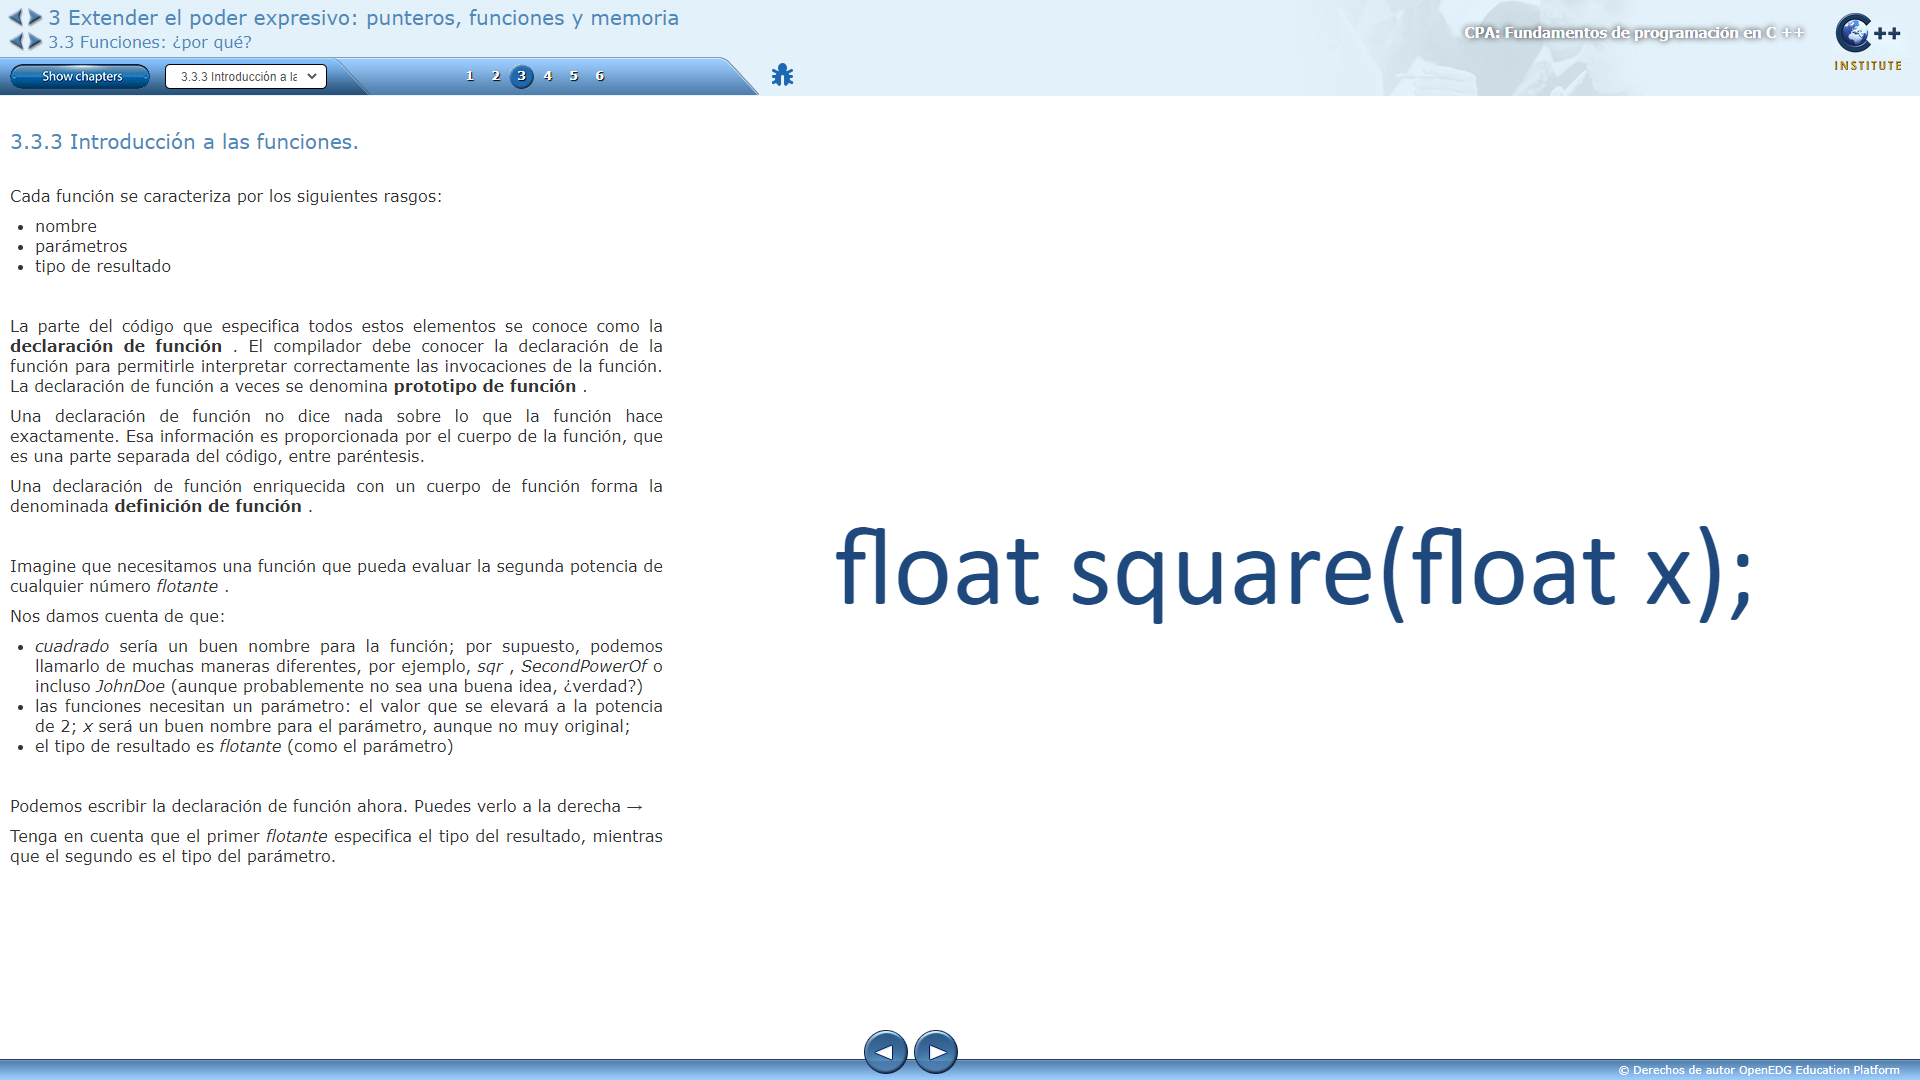 3 Extender el poder expresivo: punteros, funciones y memoria
3.3 Funciones: ¿por qué?
CPA: Fundamentos de programación en C ++
C++
INSTITUTE
Show chapters
3.3.3 Introducción a la
1 2 3 4 5 6
3.3.3 Introducción a las funciones.
Cada función se caracteriza por los siguientes rasgos:
• nombre
• parámetros
• tipo de resultado
La parte del código que especifica todos estos elementos se conoce como la
declaración de función . El compilador debe conocer la declaración de la
función para permitirle interpretar correctamente las invocaciones de la función.
La declaración de función a veces se denomina prototipo de función .
Una declaración de función no dice nada sobre lo que la función hace
exactamente. Esa información es proporcionada por el cuerpo de la función, que
es una parte separada del código, entre paréntesis.
Una declaración de función enriquecida con un cuerpo de función forma la
denominada definición de función .
Imagine que necesitamos una función que pueda evaluar la segunda potencia de
cualquier número flotante .
Nos damos cuenta de que:
• cuadrado sería un buen nombre para la función; por supuesto, podemos
llamarlo de muchas maneras diferentes, por ejemplo, sqr , SecondPowerOf o
incluso JohnDoe (aunque probablemente no sea una buena idea, ¿verdad?)
• las funciones necesitan un parámetro: el valor que se elevará a la potencia
de 2; x será un buen nombre para el parámetro, aunque no muy original;
• el tipo de resultado es flotante (como el parámetro)
Podemos escribir la declaración de función ahora. Puedes verlo a la derecha →
Tenga en cuenta que el primer flotante especifica el tipo del resultado, mientras
que el segundo es el tipo del parámetro.
float square(float x);
© Derechos de autor OpenEDG Education Platform